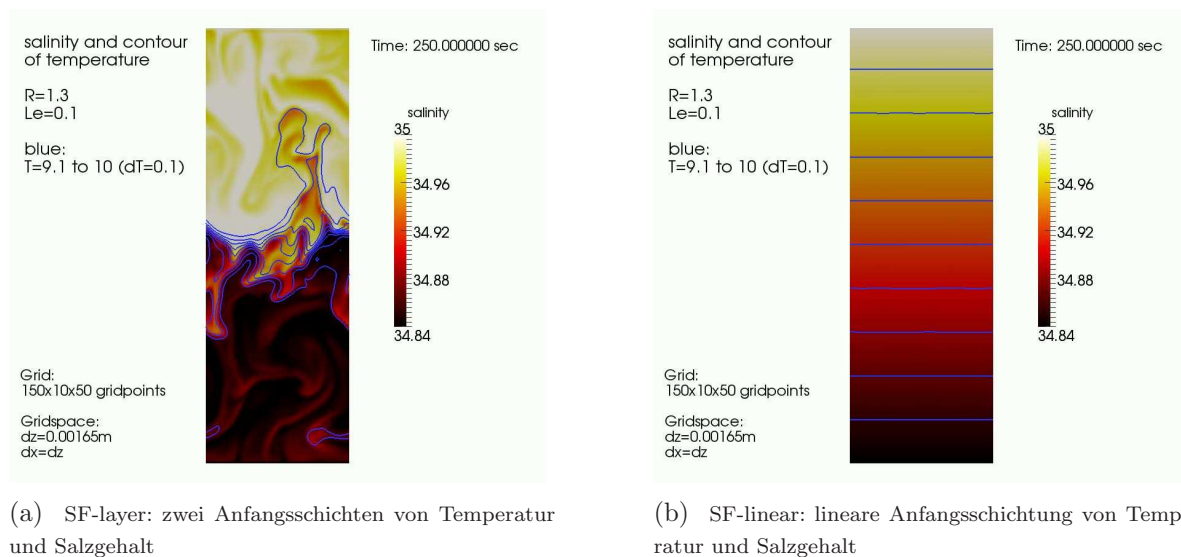 salinity and contour
of temperature
R=1.3
Le=0.1
blue:
T=9.1 to 10 (dT=0.1)
Grid:
150x10x50 gridpoints
Gridspace:
dz=0.00165m
dx=dz
Time: 250.000000 sec
salinity
35
34.96
34.92
34.88
34.84
salinity and contour
of temperature
R=1.3
Le=0.1
blue:
T=9.1 to 10 (dT=0.1)
Grid:
150x10x50 gridpoints
Gridspace:
dz=0.00165m
dx=dz
Time: 250.000000 sec
salinity
35
34.96
34.92
34.88
34.84
(a) SF-layer: zwei Anfangsschichten von Temperatur
und Salzgehalt
(b) SF-linear: lineare Anfangsschichtung von Temp
ratur und Salzgehalt